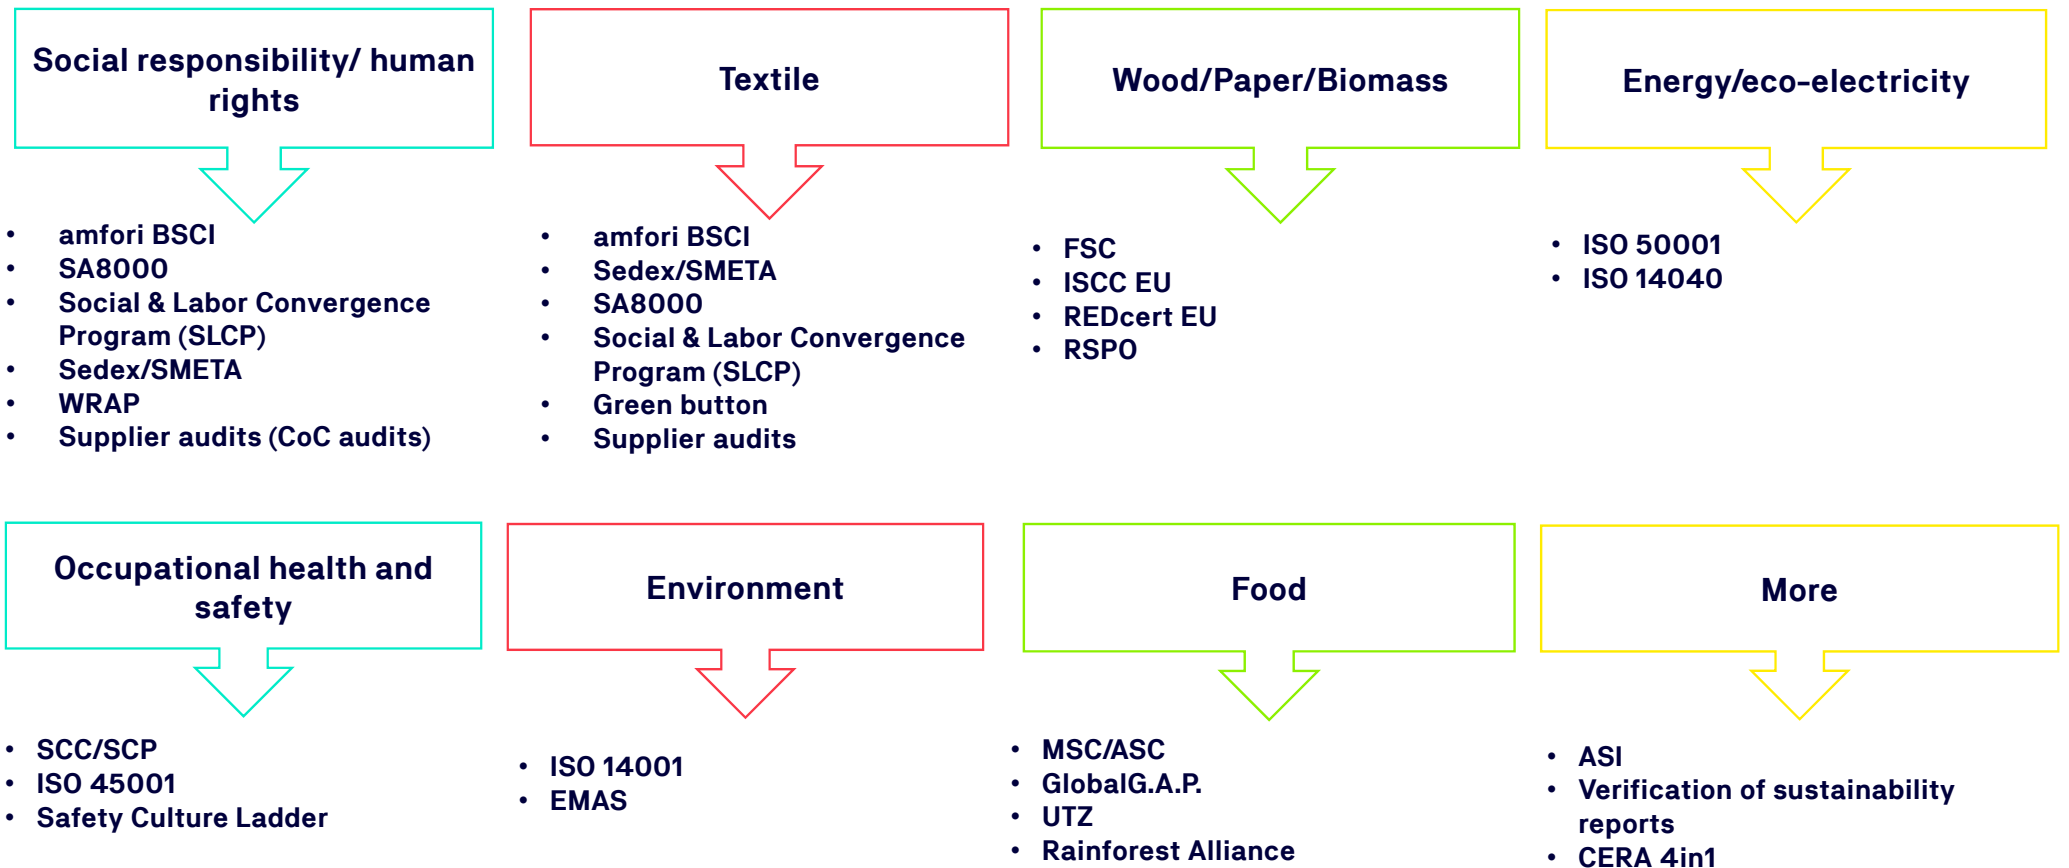 Social responsibility/ human
rights
• amfori BSCI
• SA8000
• Social & Labor Convergence
Program (SLCP)
• Sedex/SMETA
• WRAP
• Supplier audits (CoC audits)
Textile
• amfori BSCI
• Sedex/SMETA
• SA8000
• Social & Labor Convergence
Program (SLCP)
• Green button
• Supplier audits
Wood/Paper/Biomass
• FSC
• ISCC EU
• REDcert EU
• RSPO
Energy/eco-electricity
• ISO 50001
• ISO 14040
Occupational health and
safety
• SCC/SCP
• ISO 45001
• Safety Culture Ladder
Environment
• ISO 14001
• EMAS
Food
• MSC/ASC
• GlobalG.A.P.
• UTZ
• Rainforest Alliance
More
• ASI
• Verification of sustainability
reports
• CERA 4in1